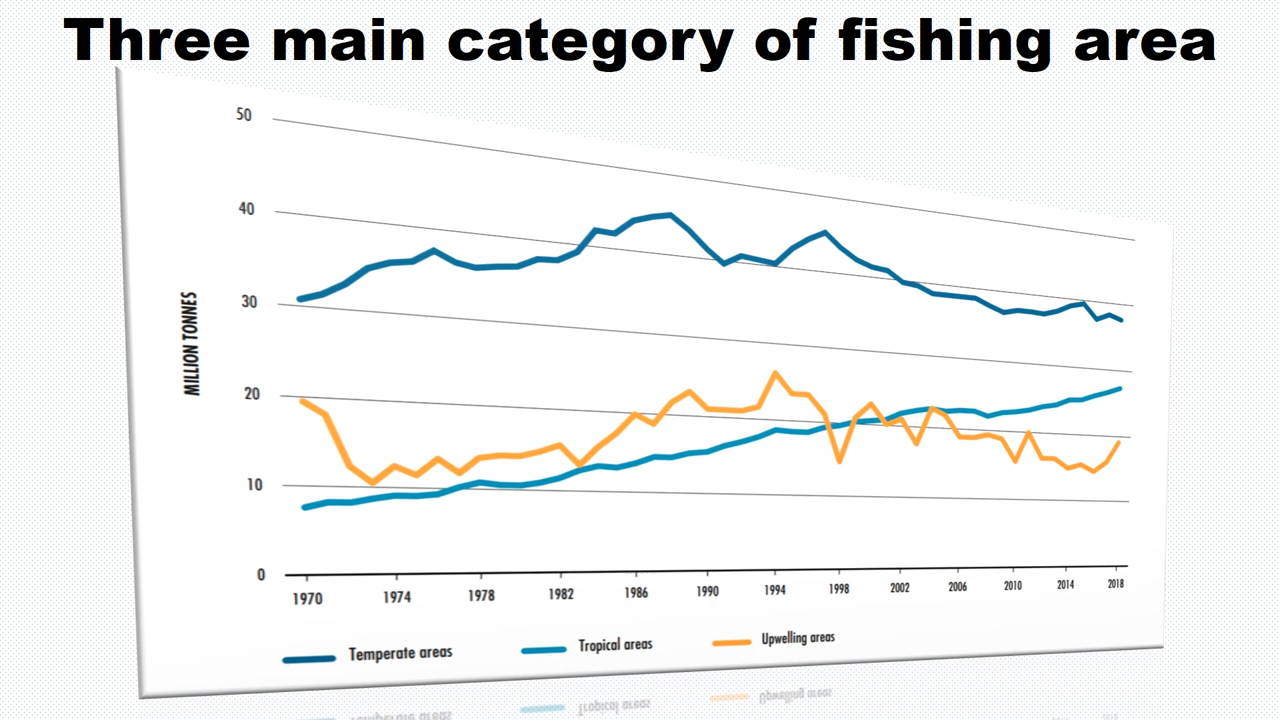 Three main category of fishing area
50
40
30
20
10
0
MILLION TONNES
1970 1974 1978 1982 1986 1990 1994 1998 2002 2006 2010 2014 2018
Temperate areas Tropical areas Upwelling areas